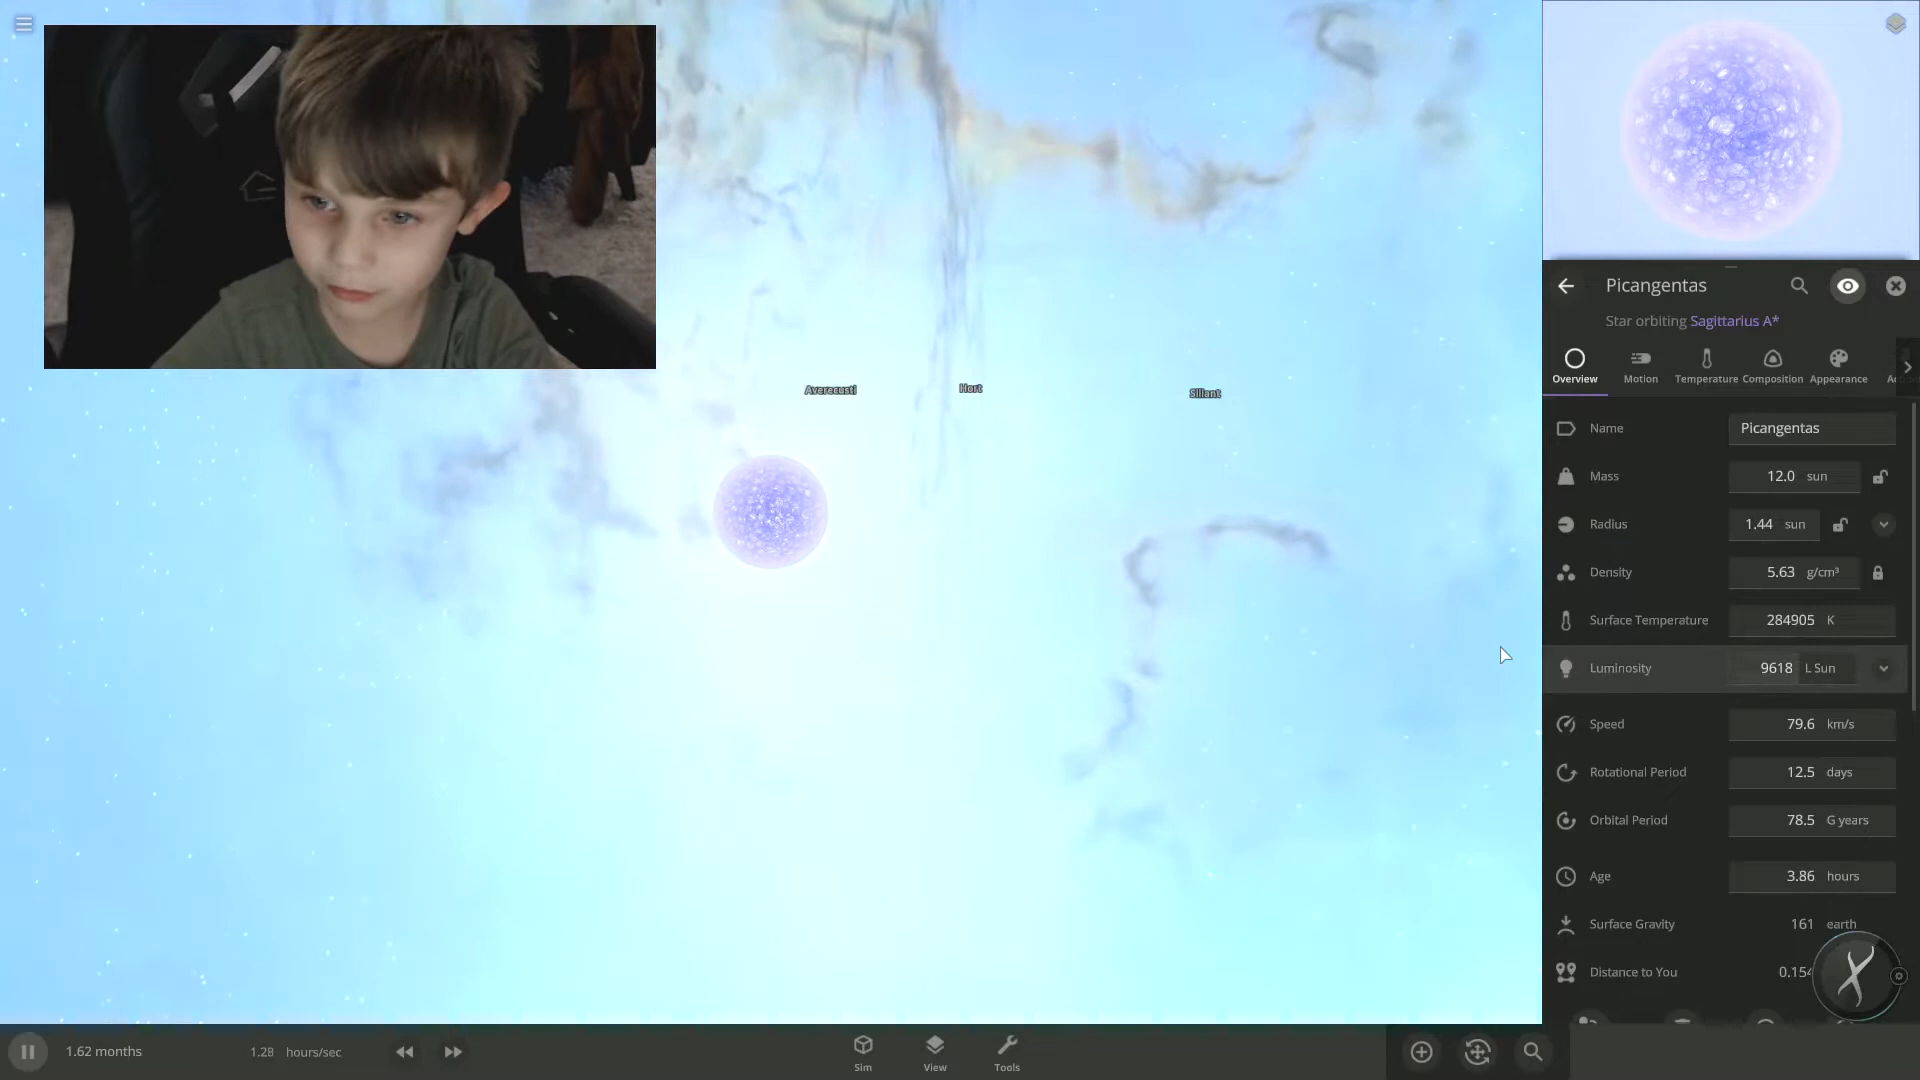 Averecusti
Hort
Sillant
Picangentas
Star orbiting Sagittarius A*
Overview
Motion
Temperature
Composition
Appearance
Name
Picangentas
Mass
12.0 sun
Radius
1.44 sun
Density
5.63 g/cm³
Surface Temperature
284905 K
Luminosity
9618 L Sun
Speed
79.6 km/s
Rotational Period
12.5 days
Orbital Period
78.5 G years
Age
3.86 hours
Surface Gravity
161 earth
Distance to You
0.154
1.62 months
1.28 hours/sec
Sim
View
Tools